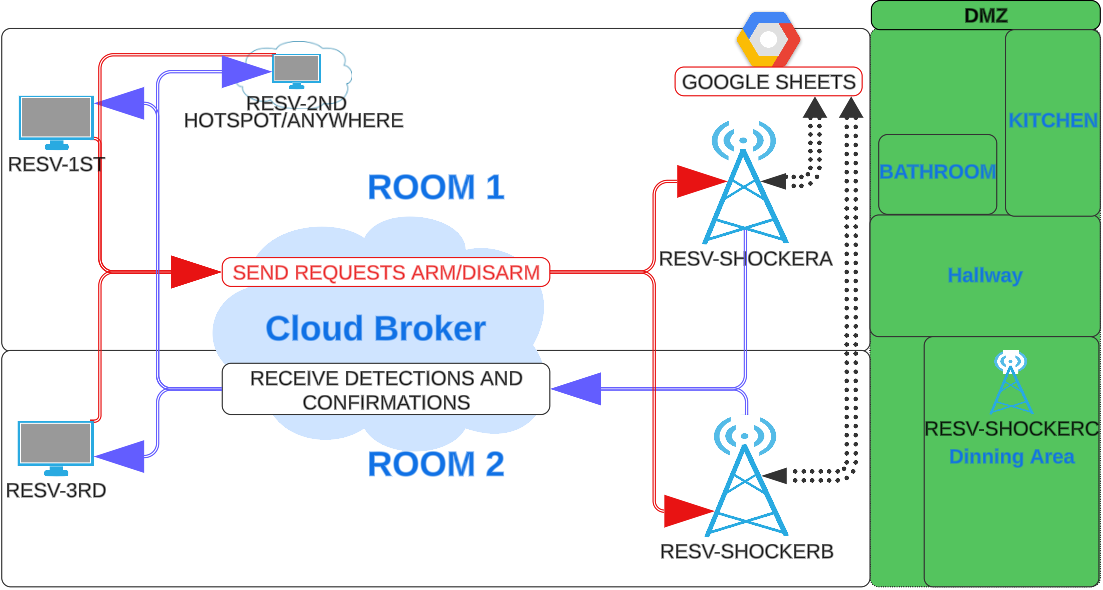 DMZ
GOOGLE SHEETS
RESV-2ND
HOTSPOT/ANYWHERE
KITCHEN
RESV-1ST
BATHROOM
ROOM 1
RESV-SHOCKERA
SEND REQUESTS ARM/DISARM
Hallway
Cloud Broker
RECEIVE DETECTIONS AND
CONFIRMATIONS
RESV-SHOCKERC
Dinning Area
ROOM 2
RESV-3RD
RESV-SHOCKERB